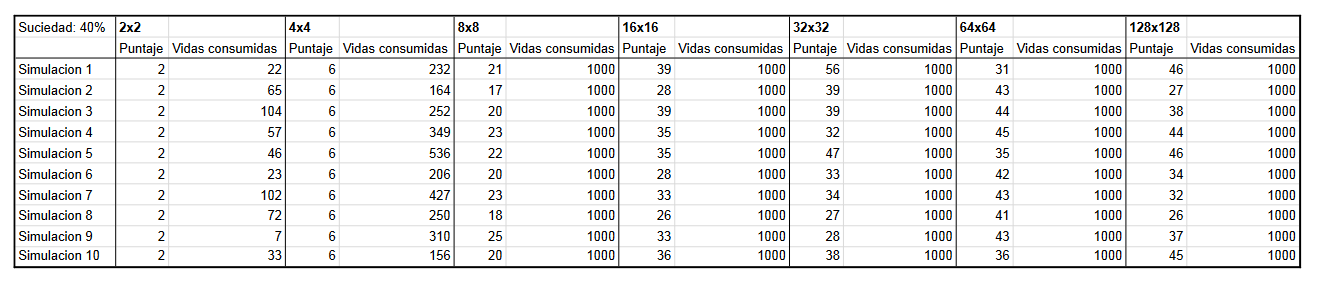 Suciedad: 40% 2x2 4x4 8x8 16x16 32x32 64x64 128x128
Puntaje Vidas consumidas Puntaje Vidas consumidas Puntaje Vidas consumidas Puntaje Vidas consumidas Puntaje Vidas consumidas Puntaje Vidas consumidas Puntaje Vidas consumidas
Simulacion 1 2 22 6 232 21 1000 39 1000 56 1000 31 1000 46 1000
Simulacion 2 2 65 6 164 17 1000 28 1000 39 1000 43 1000 27 1000
Simulacion 3 2 104 6 252 20 1000 39 1000 39 1000 44 1000 38 1000
Simulacion 4 2 57 6 349 23 1000 35 1000 32 1000 45 1000 44 1000
Simulacion 5 2 46 6 536 22 1000 35 1000 47 1000 35 1000 46 1000
Simulacion 6 2 23 6 206 20 1000 28 1000 33 1000 42 1000 34 1000
Simulacion 7 2 102 6 427 23 1000 33 1000 34 1000 43 1000 32 1000
Simulacion 8 2 72 6 250 18 1000 26 1000 27 1000 41 1000 26 1000
Simulacion 9 2 7 6 310 25 1000 33 1000 28 1000 43 1000 37 1000
Simulacion 10 2 33 6 156 20 1000 36 1000 38 1000 36 1000 45 1000